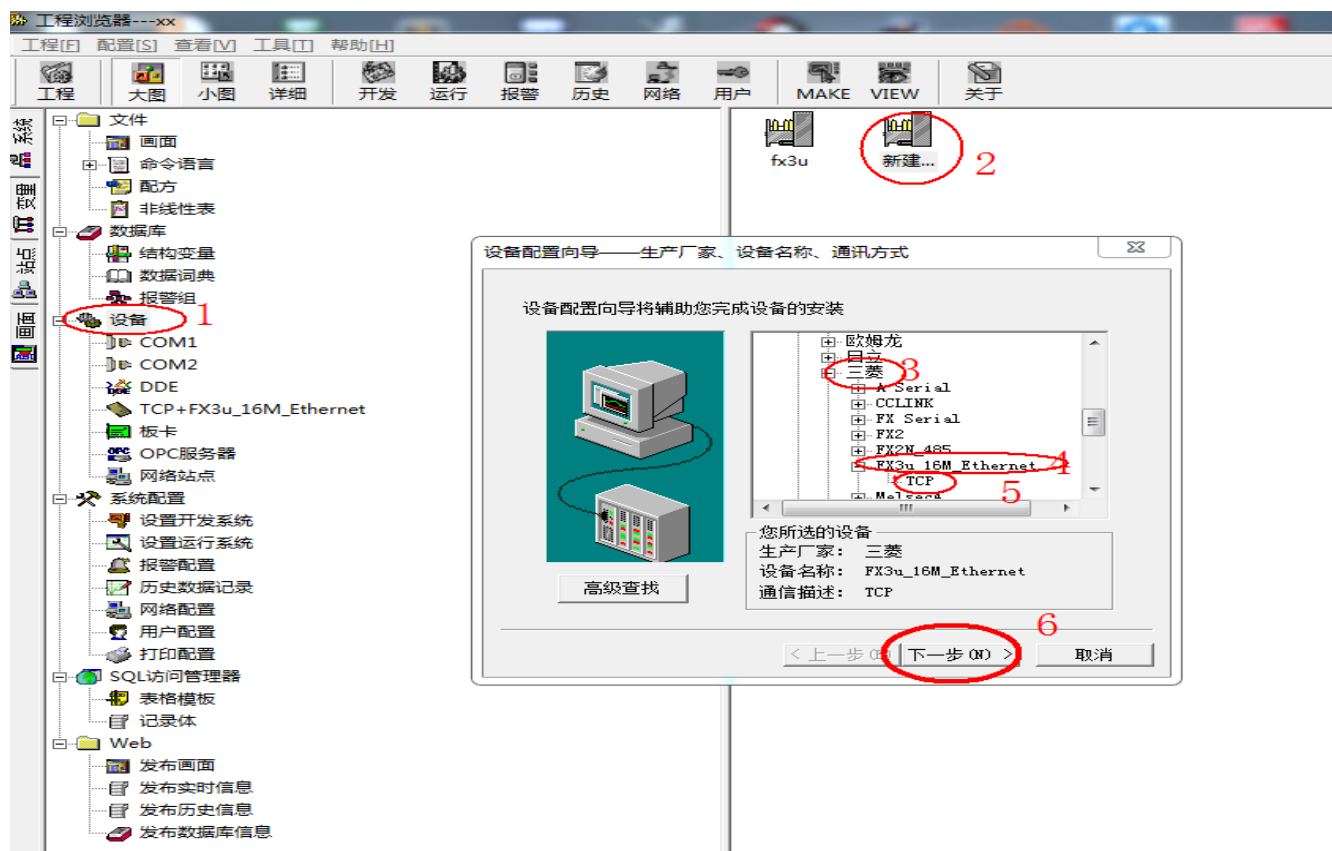 工程浏览器---xx
工程[F] 配置[S] 查看[V] 工具[T] 帮助[H]
工程 大图 小图 详细 开发 运行 报警 历史 网络 用户 MAKE VIEW 关于
系统
变量
站点
画面
文件
画面
命令语言
配方
非线性表
数据库
结构变量
数据词典
报警组
设备 1
COM1
COM2
DDE
TCP+FX3u_16M_Ethernet
板卡
OPC服务器
网络站点
系统配置
设置开发系统
设置运行系统
报警配置
历史数据记录
网络配置
用户配置
打印配置
SQL访问管理器
表格模板
记录体
Web
发布画面
发布实时信息
发布历史信息
发布数据库信息
fx3u 新建... 2
设备配置向导——生产厂家、设备名称、通讯方式
设备配置向导将辅助您完成设备的安装
欧姆龙
日立
三菱 3
A Serial
CCLINK
FX Serial
FX2
FX2N_485
FX3u_16M_Ethernet 4
TCP 5
高级查找
您所选的设备
生产厂家： 三菱
设备名称： FX3u_16M_Ethernet
通信描述： TCP
6
< 上一步 下一步(N) > 取消